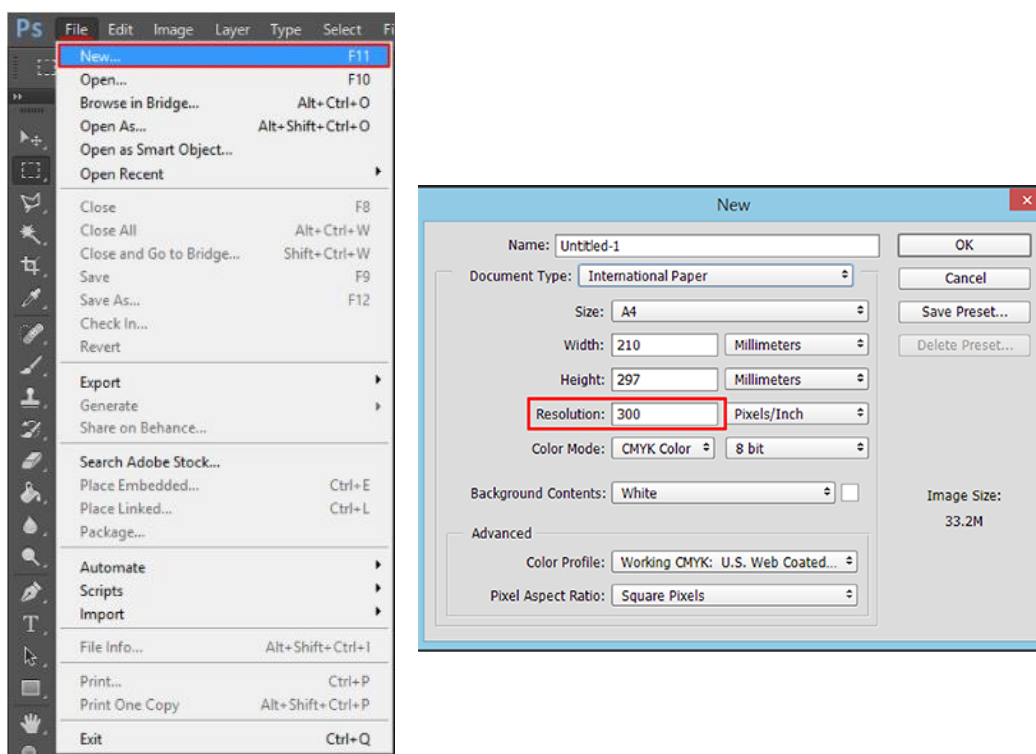 Ps File Edit Image Layer Type Select Fi
New... F11
Open... F10
Browse in Bridge... Alt+Ctrl+O
Open As... Alt+Shift+Ctrl+O
Open as Smart Object...
Open Recent
Close F8
Close All Alt+Ctrl+W
Close and Go to Bridge... Shift+Ctrl+W
Save F9
Save As... F12
Check In...
Revert
Export
Generate
Share on Behance...
Search Adobe Stock...
Place Embedded... Ctrl+E
Place Linked... Ctrl+L
Package...
Automate
Scripts
Import
File Info... Alt+Shift+Ctrl+I
Print... Ctrl+P
Print One Copy Alt+Shift+Ctrl+P
Exit Ctrl+Q
T
New
Name: Untitled-1 OK
Document Type: International Paper Cancel
Size: A4 Save Preset...
Width: 210 Millimeters Delete Preset...
Height: 297 Millimeters
Resolution: 300 Pixels/Inch
Color Mode: CMYK Color 8 bit
Background Contents: White Image Size:
33.2M
Advanced
Color Profile: Working CMYK: U.S. Web Coated...
Pixel Aspect Ratio: Square Pixels